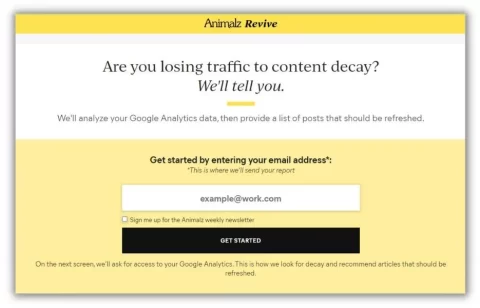 Animalz Revive
Are you losing traffic to content decay?
We'll tell you.
We'll analyze your Google Analytics data, then provide a list of posts that should be refreshed.
Get started by entering your email address*:
*This is where we'll send your report
example@work.com
Sign me up for the Animalz weekly newsletter
GET STARTED
On the next screen, we'll ask for access to your Google Analytics. This is how we look for decay and recommend articles that should be
refreshed.